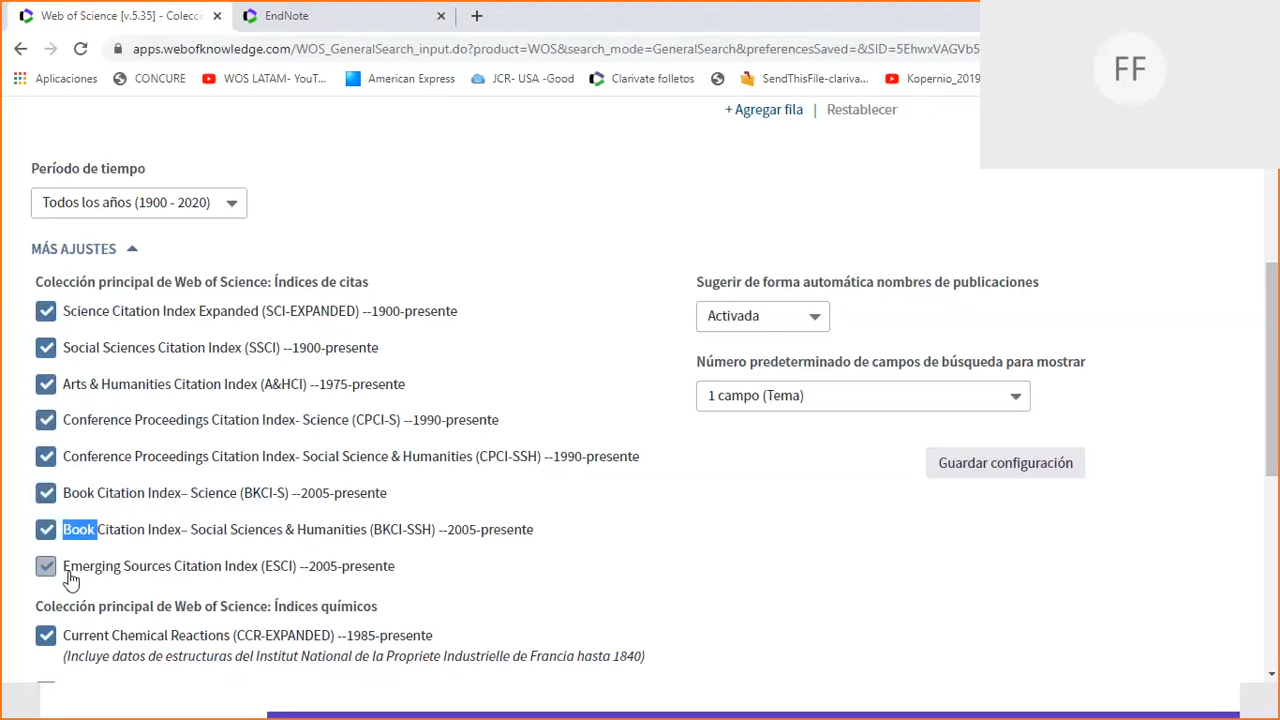 Web of Science [v.5.35] - Colecci
EndNote
apps.webofknowledge.com/WOS_GeneralSearch_input.do?product=WOS&search_mode=GeneralSearch&preferencesSaved=&SID=5EhwxVAGVb5
Aplicaciones
CONCURE
WOS LATAM- YouT...
American Express
JCR- USA -Good
Clarivate folletos
SendThisFile-clariva...
Kopernio_2019
FF
+ Agregar fila | Restablecer
Período de tiempo
Todos los años (1900 - 2020)
MÁS AJUSTES
Colección principal de Web of Science: Índices de citas
Science Citation Index Expanded (SCI-EXPANDED) --1900-presente
Social Sciences Citation Index (SSCI) --1900-presente
Arts & Humanities Citation Index (A&HCI) --1975-presente
Conference Proceedings Citation Index- Science (CPCI-S) --1990-presente
Conference Proceedings Citation Index- Social Science & Humanities (CPCI-SSH) --1990-presente
Book Citation Index– Science (BKCI-S) --2005-presente
Book Citation Index– Social Sciences & Humanities (BKCI-SSH) --2005-presente
Emerging Sources Citation Index (ESCI) --2005-presente
Colección principal de Web of Science: Índices químicos
Current Chemical Reactions (CCR-EXPANDED) --1985-presente
(Incluye datos de estructuras del Institut National de la Propriete Industrielle de Francia hasta 1840)
Sugerir de forma automática nombres de publicaciones
Activada
Número predeterminado de campos de búsqueda para mostrar
1 campo (Tema)
Guardar configuración